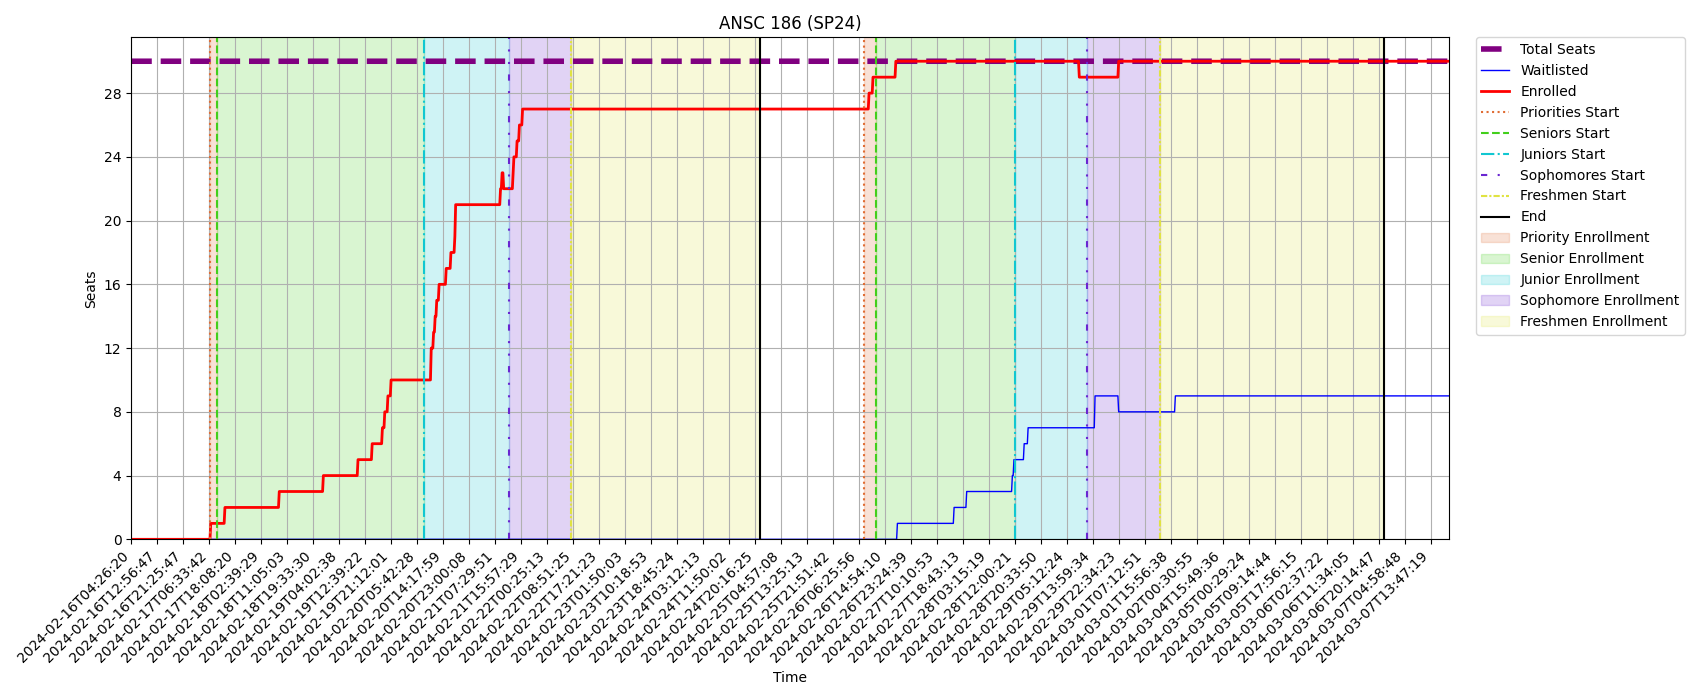 ANSC 186 (SP24)
Total Seats
Waitlisted
Enrolled
Priorities Start
Seniors Start
Juniors Start
Sophomores Start
Freshmen Start
End
Priority Enrollment
Senior Enrollment
Junior Enrollment
Sophomore Enrollment
Freshmen Enrollment
Seats
28
24
20
16
12
8
4
0
2024-02-16T04:26:20
2024-02-16T12:56:47
2024-02-16T21:25:47
2024-02-17T06:33:42
2024-02-17T18:08:20
2024-02-18T02:39:29
2024-02-18T11:05:03
2024-02-18T19:33:30
2024-02-19T04:02:38
2024-02-19T12:39:22
2024-02-19T21:12:01
2024-02-20T05:42:28
2024-02-20T14:17:59
2024-02-20T23:00:08
2024-02-21T07:29:51
2024-02-21T15:57:29
2024-02-22T00:25:13
2024-02-22T08:51:25
2024-02-22T17:21:23
2024-02-23T01:50:03
2024-02-23T10:18:53
2024-02-23T18:45:24
2024-02-24T03:12:13
2024-02-24T11:50:02
2024-02-24T20:16:25
2024-02-25T04:57:08
2024-02-25T13:25:13
2024-02-25T21:51:42
2024-02-26T06:25:56
2024-02-26T14:54:10
2024-02-26T23:24:39
2024-02-27T10:10:53
2024-02-27T18:43:13
2024-02-28T03:15:19
2024-02-28T12:00:21
2024-02-28T20:33:50
2024-02-29T05:12:24
2024-02-29T13:59:34
2024-02-29T22:34:23
2024-03-01T07:12:51
2024-03-01T15:56:38
2024-03-02T00:30:55
2024-03-04T15:49:36
2024-03-05T00:29:24
2024-03-05T09:14:44
2024-03-05T17:56:15
2024-03-06T02:37:22
2024-03-06T11:34:05
2024-03-06T20:14:47
2024-03-07T04:58:48
2024-03-07T13:47:19
Time